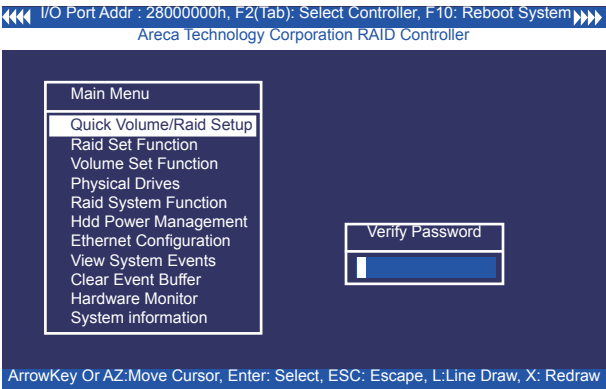 I/O Port Addr : 28000000h, F2(Tab): Select Controller, F10: Reboot System
Areca Technology Corporation RAID Controller
Main Menu
Quick Volume/Raid Setup
Raid Set Function
Volume Set Function
Physical Drives
Raid System Function
Hdd Power Management
Ethernet Configuration
View System Events
Clear Event Buffer
Hardware Monitor
System information
Verify Password
ArrowKey Or AZ:Move Cursor, Enter: Select, ESC: Escape, L:Line Draw, X: Redraw